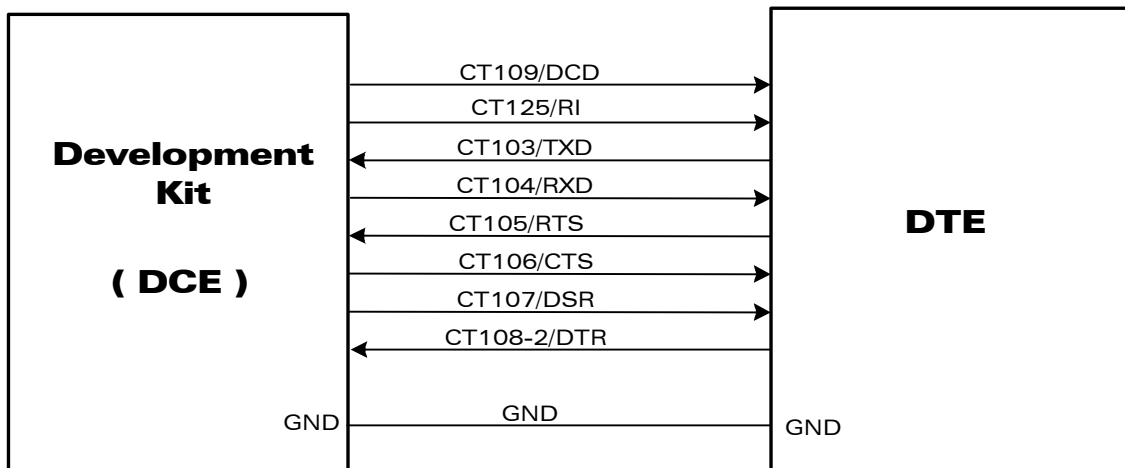 CT109/DCD
CT125/RI
CT103/TXD
CT104/RXD
CT105/RTS
CT106/CTS
CT107/DSR
CT108-2/DTR
Development
Kit
( DCE )
DTE
GND
GND
GND